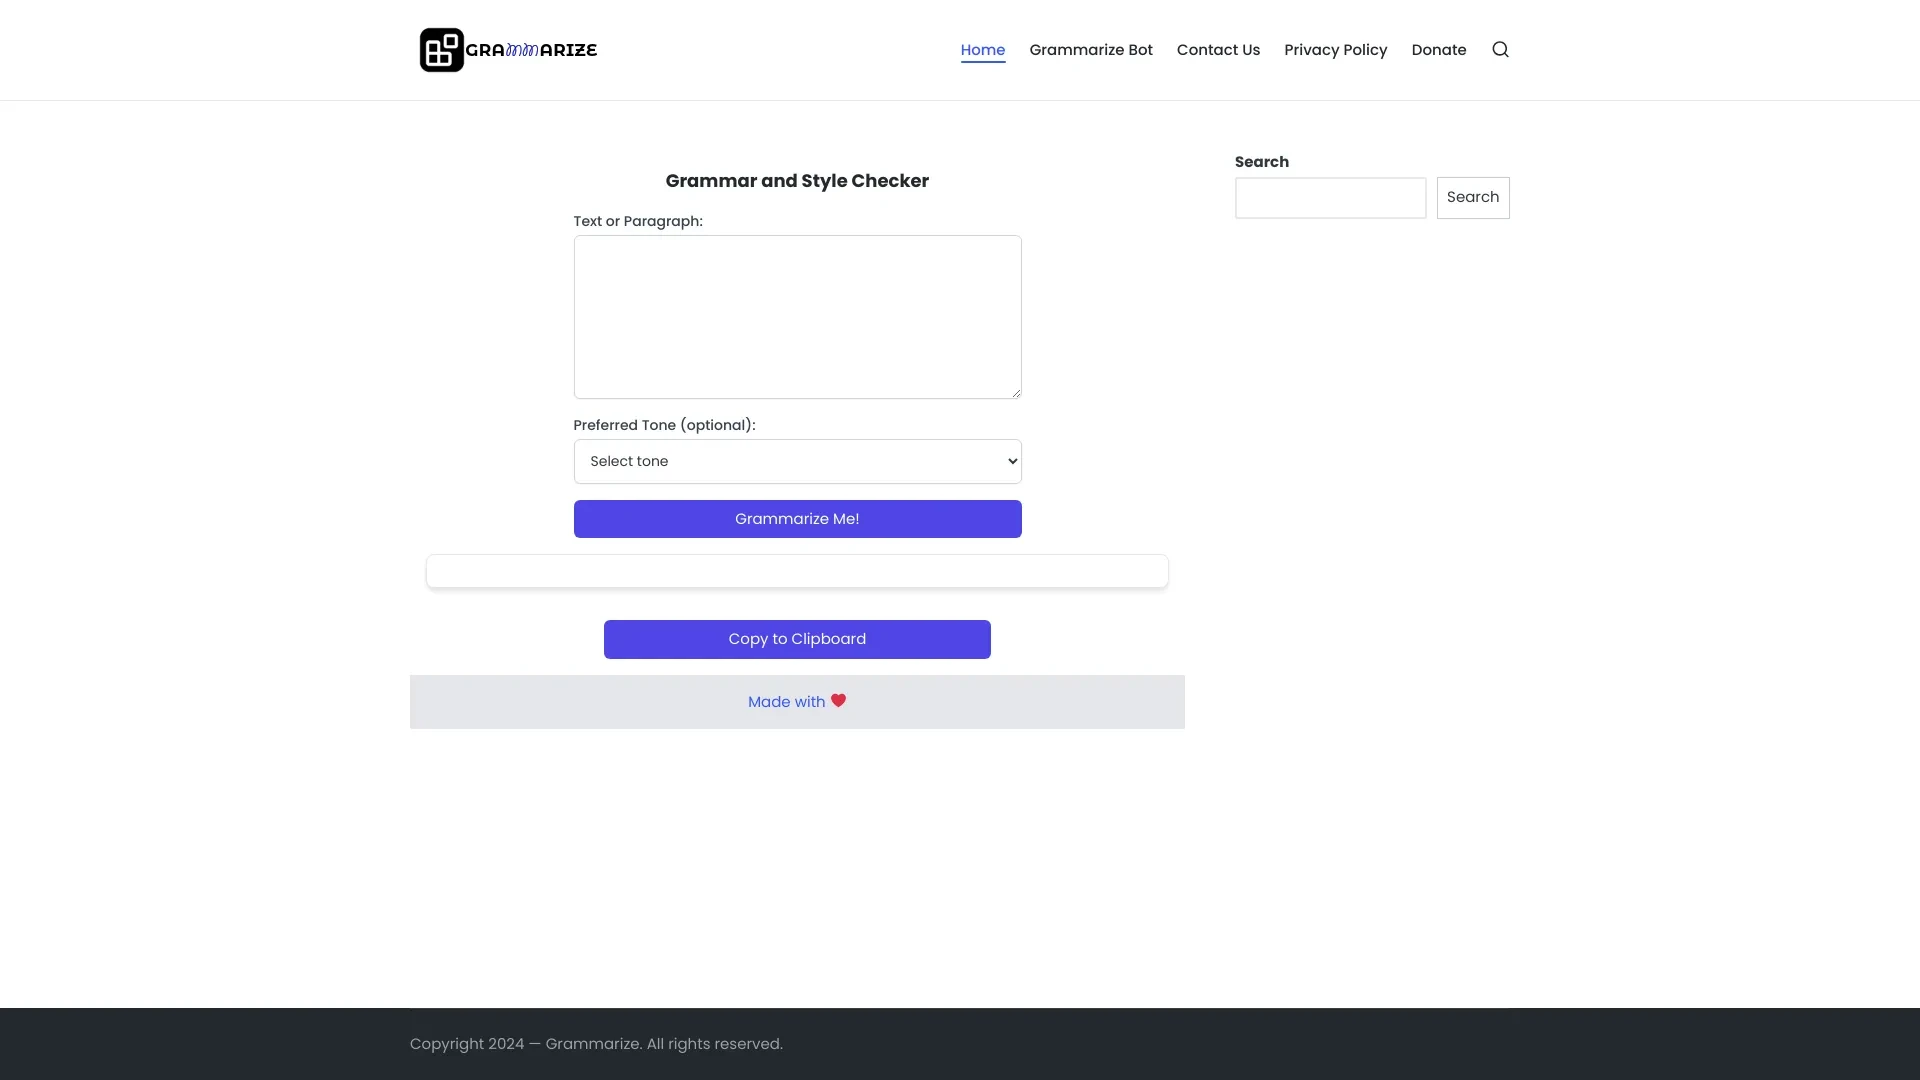 GRAMMARIZE
Home Grammarize Bot Contact Us Privacy Policy Donate
Search
Search
Grammar and Style Checker
Text or Paragraph:
Preferred Tone (optional):
Select tone
Grammarize Me!
Copy to Clipboard
Made with ❤️
Copyright 2024 — Grammarize. All rights reserved.